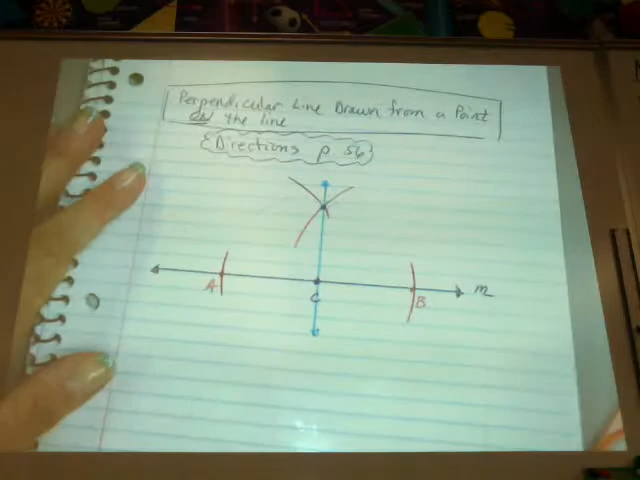 Perpendicular Line Drawn from a Point
on the line
Directions p 56
A
C
B
m